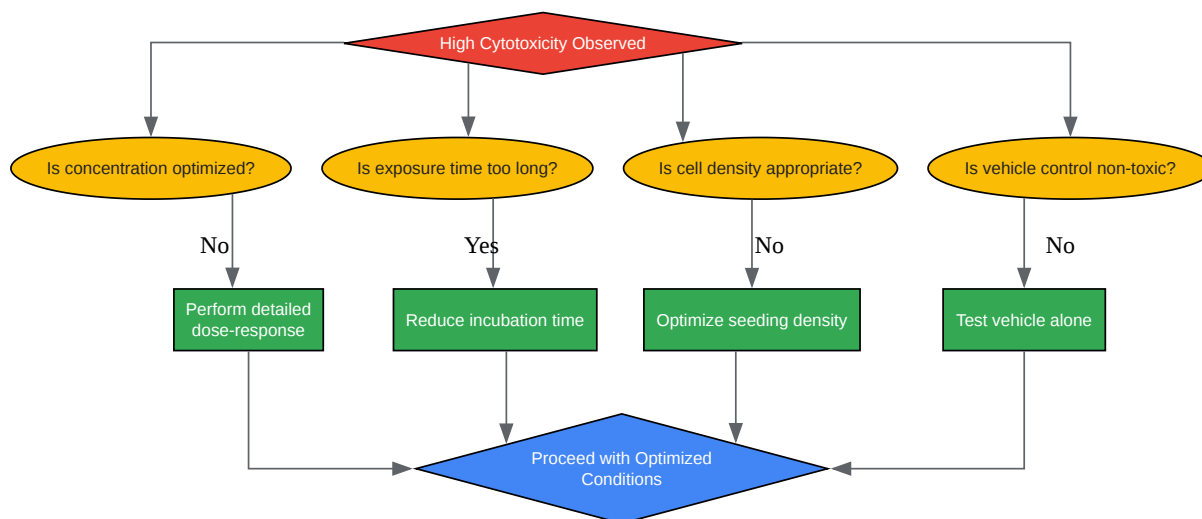 High Cytotoxicity Observed
Is concentration optimized?
Is exposure time too long?
Is cell density appropriate?
Is vehicle control non-toxic?
No
Yes
No
No
Perform detailed
dose-response
Reduce incubation time
Optimize seeding density
Test vehicle alone
Proceed with Optimized
Conditions